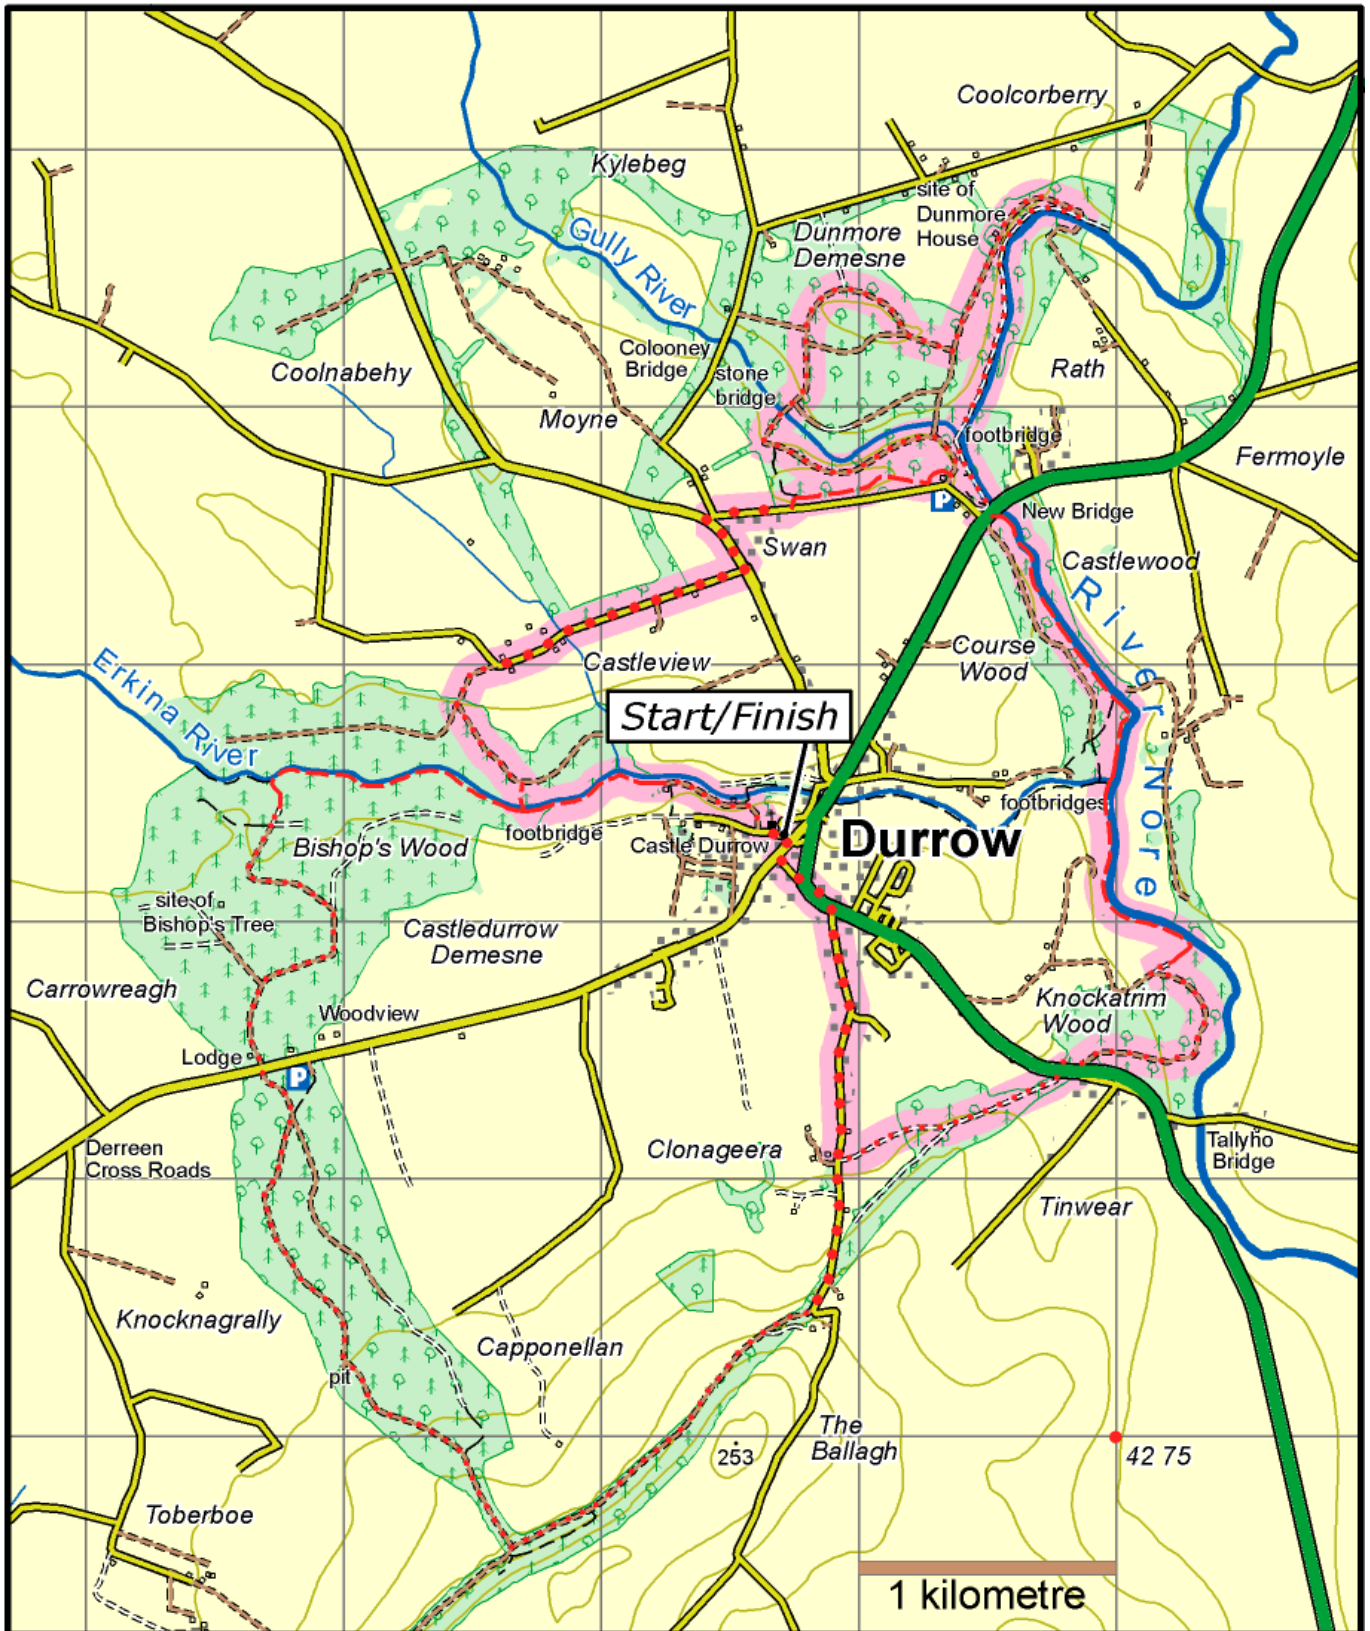 Coolcorberry
Kylebeg
site of
Dunmore
House
Dunmore
Demesne
Gully River
Colooney
Bridge
stone
bridge
Coolnabehy
Rath
Moyne
footbridge
Fermoyle
P
New Bridge
Swan
Castlewood
River Nore
Course
Wood
Castleview
Erkina River
Start/Finish
footbridges
footbridge
Castle Durrow
Durrow
Bishop's Wood
site of
Bishop's Tree
Castledurrow
Demesne
Carrowreagh
Knockatrim
Wood
Woodview
Lodge
P
Derreen
Cross Roads
Clonageera
Tallyho
Bridge
Tinwear
Knocknagrally
Capponellan
pit
The
Ballagh
253
42 75
Toberboe
1 kilometre